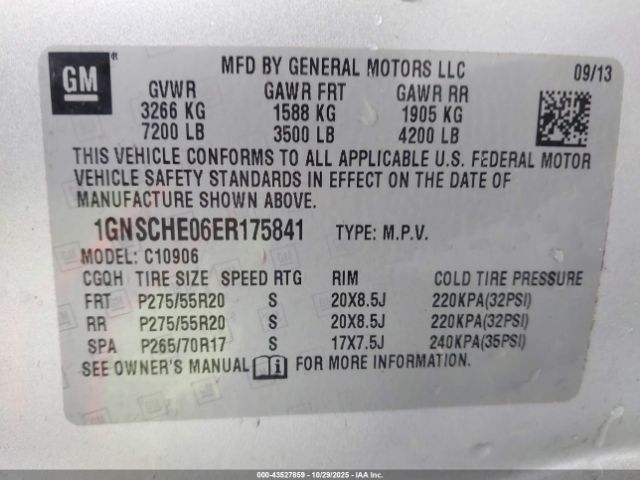 GM ®
MFD BY GENERAL MOTORS LLC 09/13
GVWR GAWR FRT GAWR RR
3266 KG 1588 KG 1905 KG
7200 LB 3500 LB 4200 LB
THIS VEHICLE CONFORMS TO ALL APPLICABLE U.S. FEDERAL MOTOR
VEHICLE SAFETY STANDARDS IN EFFECT ON THE DATE OF
MANUFACTURE SHOWN ABOVE.
1GNSCHE06ER175841 TYPE: M.P.V.
MODEL: C10906
CGQH TIRE SIZE SPEED RTG RIM COLD TIRE PRESSURE
FRT P275/55R20 S 20X8.5J 220KPA(32PSI)
RR P275/55R20 S 20X8.5J 220KPA(32PSI)
SPA P265/70R17 S 17X7.5J 240KPA(35PSI)
SEE OWNER'S MANUAL i FOR MORE INFORMATION.
000-43527859 - 10/29/2025 - IAAI.COM